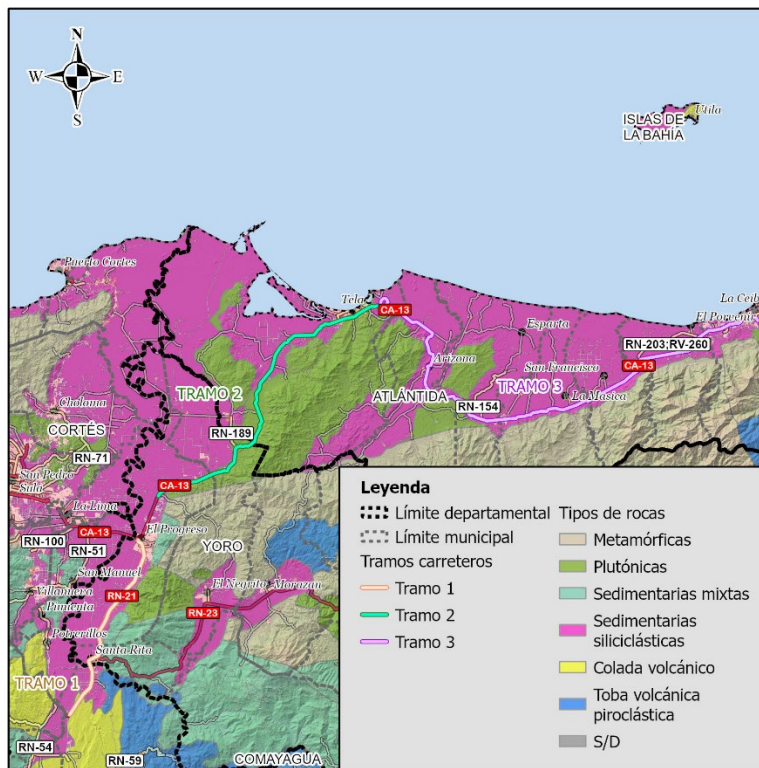 N
W E
S
Utila
ISLAS DE
LA BAHÍA
Puerto Cortes
Tela
CA-13
La Ceiba
El Porvenir
Esparta
RN-203;RV-260
CA-13
Arizona
San Francisco
TRAMO 2
TRAMO 3
La Masica
ATLÁNTIDA
RN-154
Choloma
CORTÉS
RN-189
RN-71
San Pedro
Sula
CA-13
La Lima
CA-13
El Progreso
RN-100
RN-51
YORO
San Manuel
Villanueva
Pimienta
RN-21
El Negrito
Morazan
RN-23
Potrerillos
Santa Rita
TRAMO 1
RN-54
RN-59
COMAYAGUA
Leyenda
Límite departamental
Límite municipal
Tramos carreteros
Tramo 1
Tramo 2
Tramo 3
Tipos de rocas
Metamórficas
Plutónicas
Sedimentarias mixtas
Sedimentarias
siliciclásticas
Colada volcánico
Toba volcánica
piroclástica
S/D